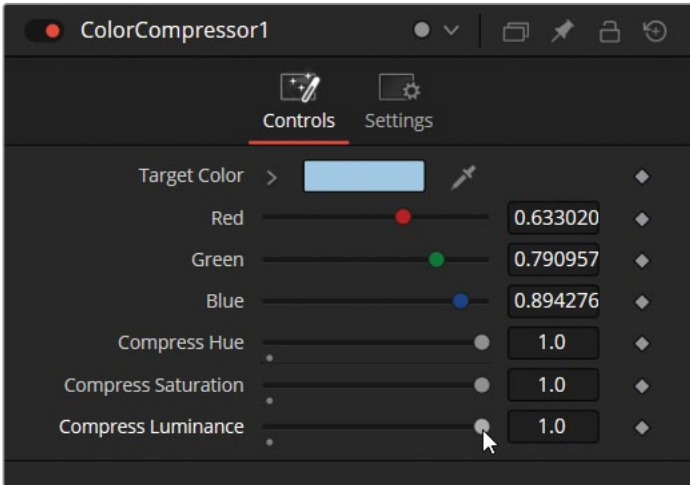 ColorCompressor1
Controls Settings
Target Color
Red 0.633020
Green 0.790957
Blue 0.894276
Compress Hue 1.0
Compress Saturation 1.0
Compress Luminance 1.0